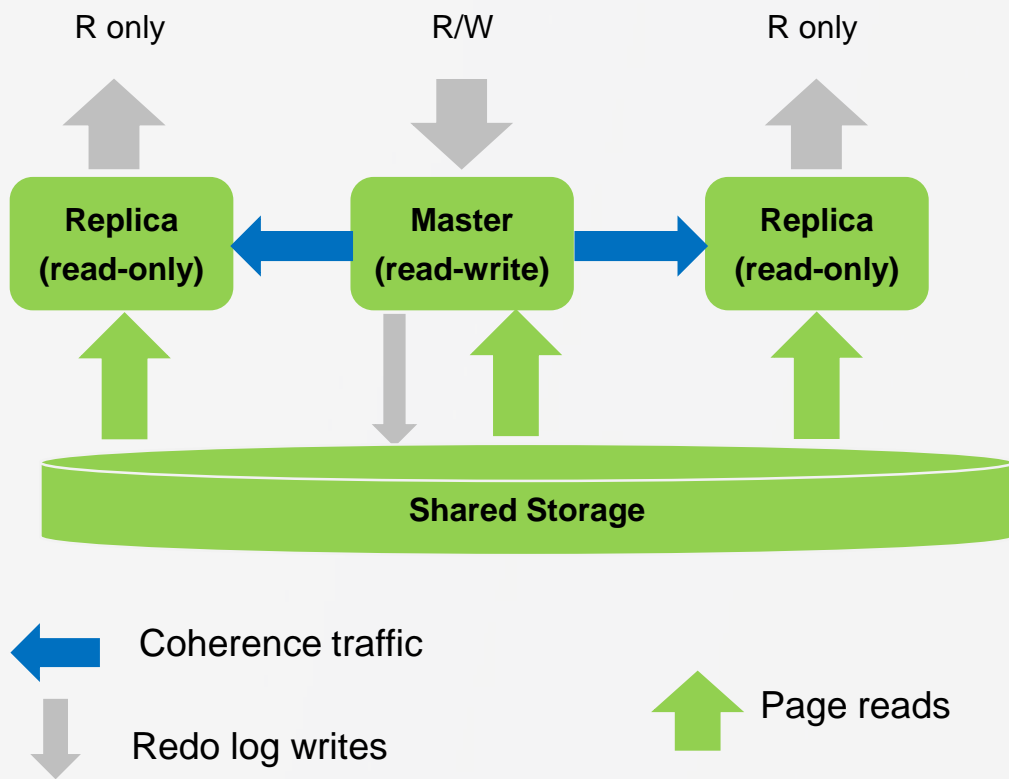 R only
R/W
R only
Replica
(read-only)
Master
(read-write)
Replica
(read-only)
Shared Storage
Coherence traffic
Redo log writes
Page reads